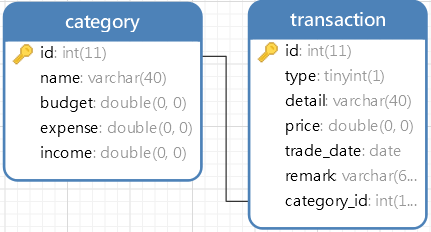 category
id: int(11)
name: varchar(40)
budget: double(0, 0)
expense: double(0, 0)
income: double(0, 0)
transaction
id: int(11)
type: tinyint(1)
detail: varchar(40)
price: double(0, 0)
trade_date: date
remark: varchar(6...
category_id: int(1...